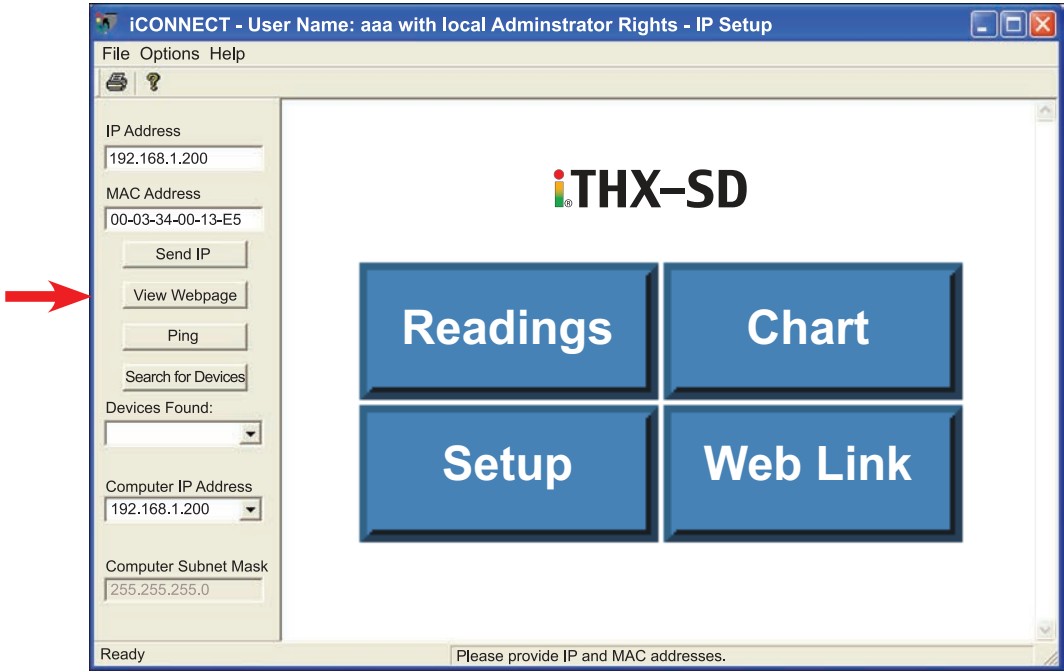 iCONNECT - User Name: aaa with local Adminstrator Rights - IP Setup
File Options Help
IP Address
192.168.1.200
MAC Address
00-03-34-00-13-E5
Send IP
View Webpage
Ping
Search for Devices
Devices Found:
Computer IP Address
192.168.1.200
Computer Subnet Mask
255.255.255.0
i®THX–SD
Readings
Chart
Setup
Web Link
Ready
Please provide IP and MAC addresses.